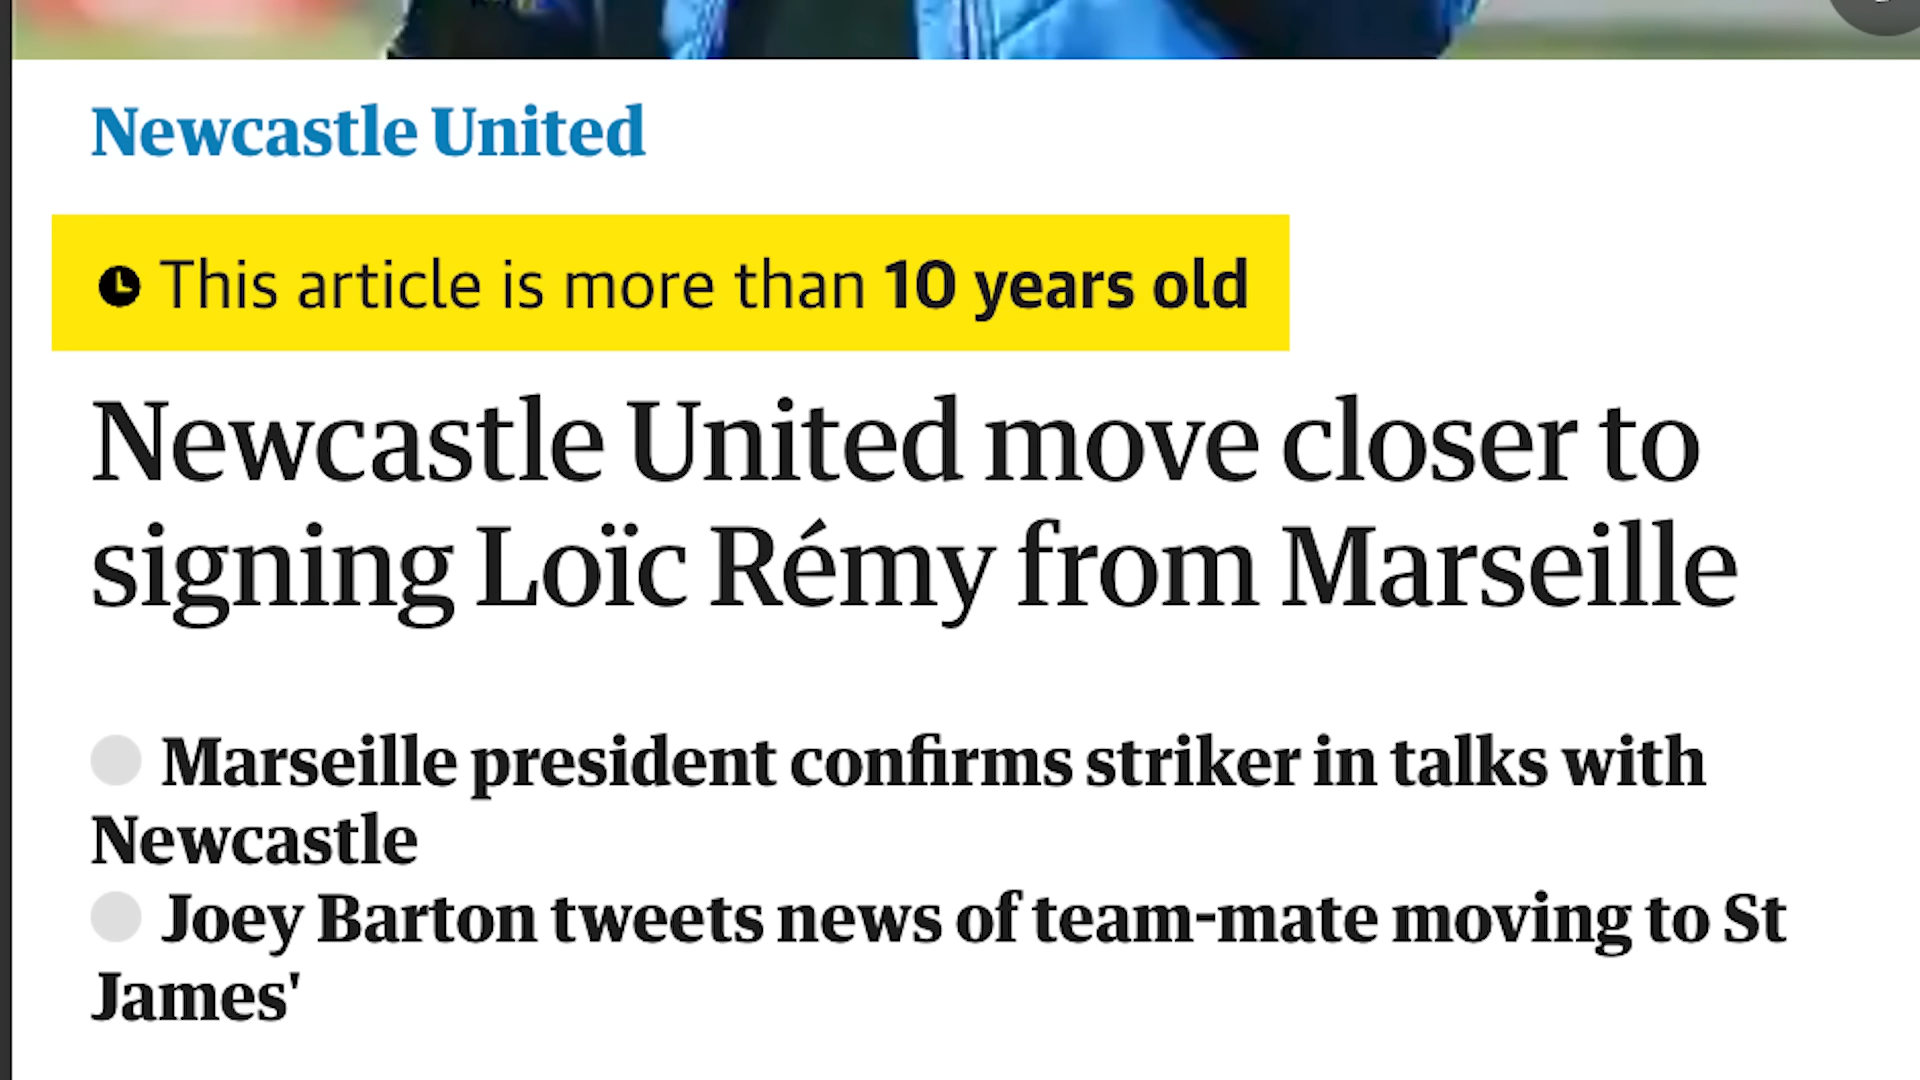 Newcastle United
This article is more than 10 years old
Newcastle United move closer to
signing Loïc Rémy from Marseille
Marseille president confirms striker in talks with
Newcastle
Joey Barton tweets news of team-mate moving to St
James'